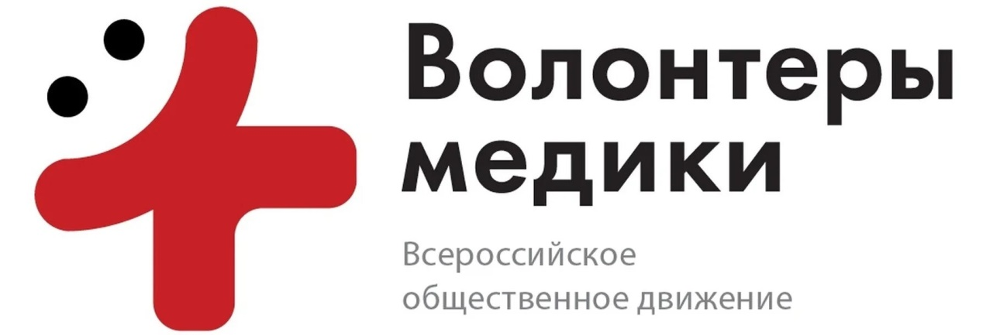 Волонтеры
медики
Всероссийское
общественное движение